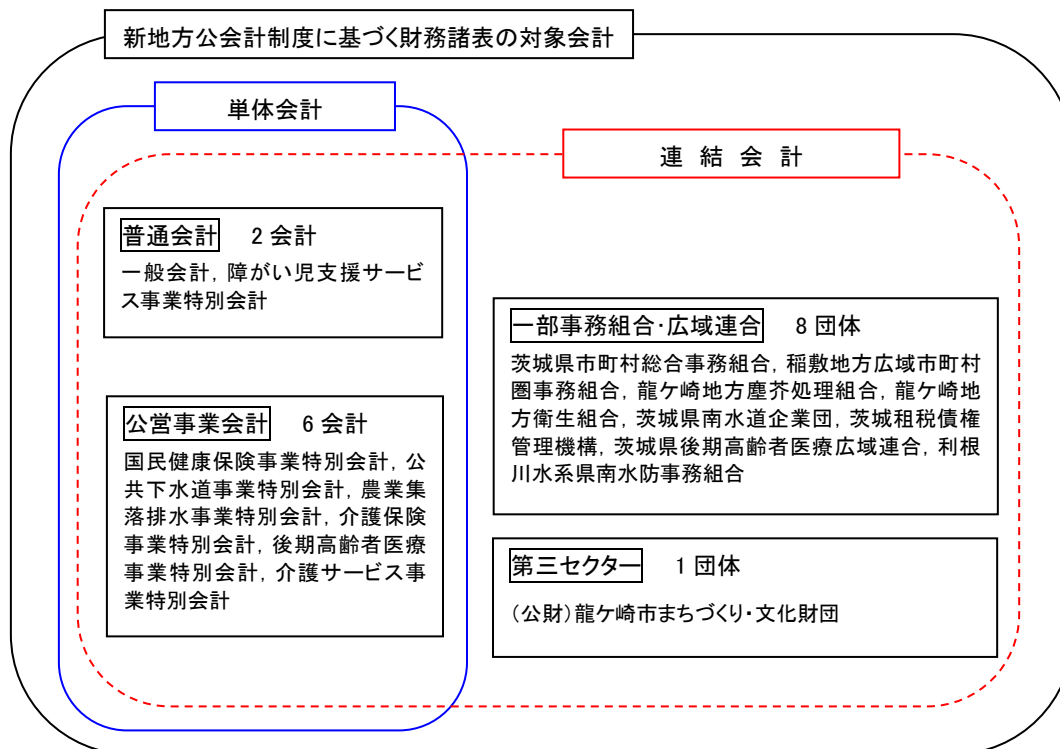 新地方公会計制度に基づく財務諸表の対象会計
単体会計
連結会計
普通会計 2会計
一般会計, 障がい児支援サービ
ス事業特別会計
公営事業会計 6会計
国民健康保険事業特別会計, 公
共下水道事業特別会計, 農業集
落排水事業特別会計, 介護保険
事業特別会計, 後期高齢者医療
事業特別会計, 介護サービス事
業特別会計
一部事務組合・広域連合 8団体
茨城県市町村総合事務組合, 稲敷地方広域市町村
圏事務組合, 龍ケ崎地方塵芥処理組合, 龍ケ崎地
方衛生組合, 茨城県南水道企業団, 茨城租税債権
管理機構, 茨城県後期高齢者医療広域連合, 利根
川水系県南水防事務組合
第三セクター 1団体
(公財)龍ケ崎市まちづくり・文化財団